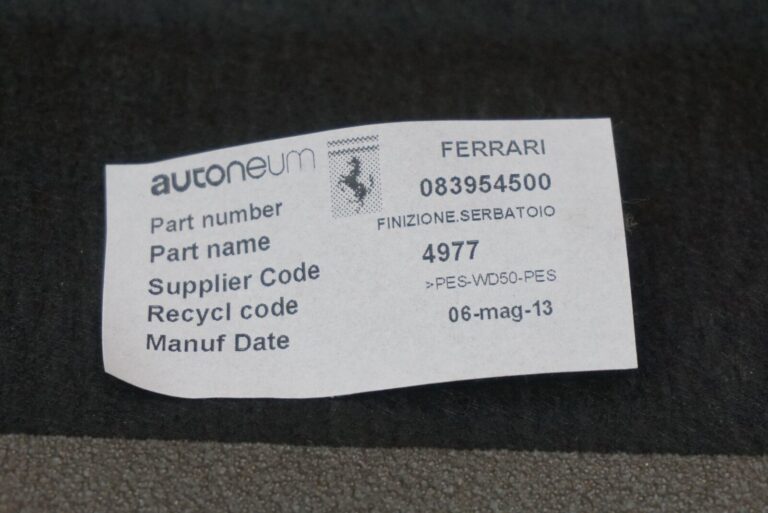 autoneum FERRARI
Part number 083954500
Part name FINIZIONE.SERBATOIO
Supplier Code 4977
Recycl code >PES-WD50-PES
Manuf Date 06-mag-13